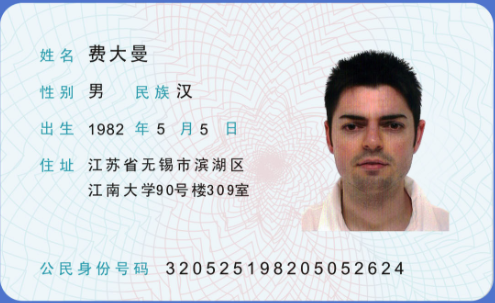 姓名 费大曼
性别 男 民族 汉
出生 1982 年 5 月 5 日
住址 江苏省无锡市滨湖区
江南大学90号楼309室
公民身份号码 320525198205052624